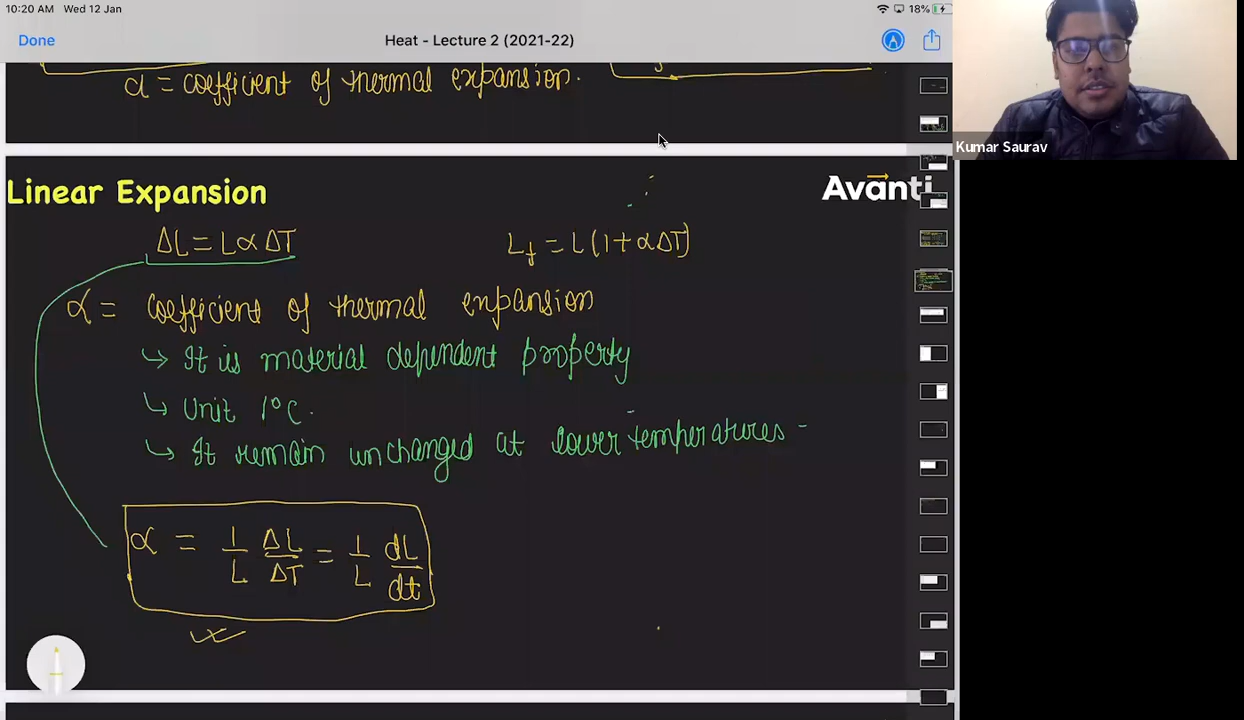 10:20 AM Wed 12 Jan
18%
Done
Heat - Lecture 2 (2021-22)
α = coefficient of thermal expansion.
Kumar Saurav
Linear Expansion
Avanti
ΔL = LαΔT
Lf = L(1+αΔT)
α = coefficient of thermal expansion
↳ It is material dependent property
↳ Unit 1°C.
↳ It remain unchanged at lower temperatures -
α = 1/L ΔL/ΔT = 1/L dL/dt